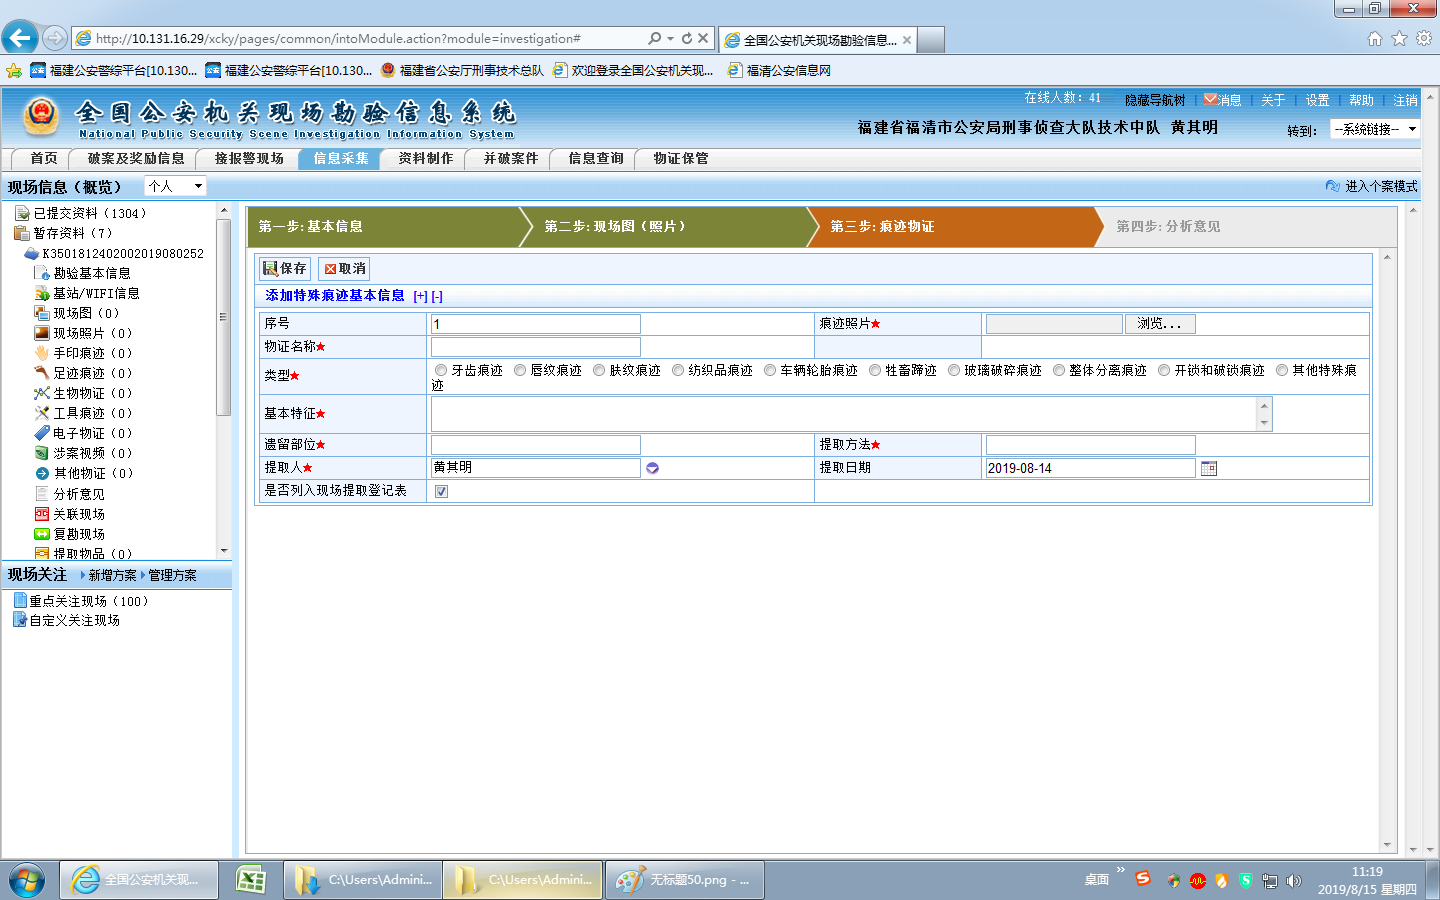 http://10.131.16.29/xcky/pages/common/intoModule.action?module=investigation#
全国公安机关现场勘验信息...
福建公安警综平台[10.130...
福建公安警综平台[10.130...
福建省公安厅刑事技术总队
欢迎登录全国公安机关现...
福清公安信息网
全国公安机关现场勘验信息系统
National Public Security Scene Investigation Information System
在线人数：41
隐藏导航树
消息
关于
设置
帮助
注销
福建省福清市公安局刑事侦查大队技术中队 黄其明
转到：
--系统链接--
首页
破案及奖励信息
接报警现场
信息采集
资料制作
并破案件
信息查询
物证保管
现场信息（概览）
个人
进入个案模式
已提交资料（1304）
暂存资料（7）
K3501812402002019080252
勘验基本信息
基站/WIFI信息
现场图（0）
现场照片（0）
手印痕迹（0）
足迹痕迹（0）
生物物证（0）
工具痕迹（0）
电子物证（0）
涉案视频（0）
其他物证（0）
分析意见
关联现场
复勘现场
提取物品（0）
现场关注
新增方案
管理方案
重点关注现场（100）
自定义关注现场
第一步：基本信息
第二步：现场图（照片）
第三步：痕迹物证
第四步：分析意见
保存
取消
添加特殊痕迹基本信息 [+] [-]
序号
1
痕迹照片★
浏览...
物证名称★
类型★
牙齿痕迹 唇纹痕迹 肤纹痕迹 纺织品痕迹 车辆轮胎痕迹 牲畜蹄迹 玻璃破碎痕迹 整体分离痕迹 开锁和破锁痕迹 其他特殊痕
迹
基本特征★
遗留部位★
提取方法★
提取人★
黄其明
提取日期
2019-08-14
是否列入现场提取登记表
全国公安机关现...
C:\Users\Admini...
C:\Users\Admini...
无标题50.png - ...
桌面
11:19
2019/8/15 星期四